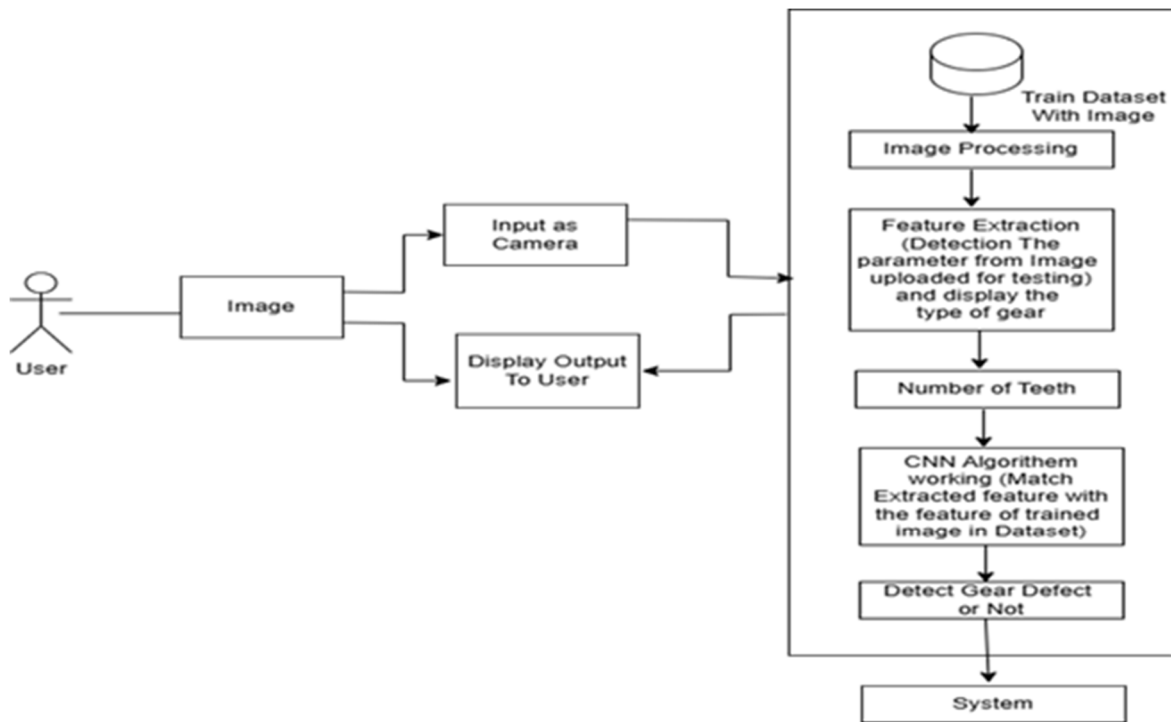 User
Image
Input as
Camera
Display Output
To User
Train Dataset
With Image
Image Processing
Feature Extraction
(Detection The
parameter from Image
uploaded for testing)
and display the
type of gear
Number of Teeth
CNN Algorithem
working (Match
Extracted feature with
the feature of trained
image in Dataset)
Detect Gear Defect
or Not
System